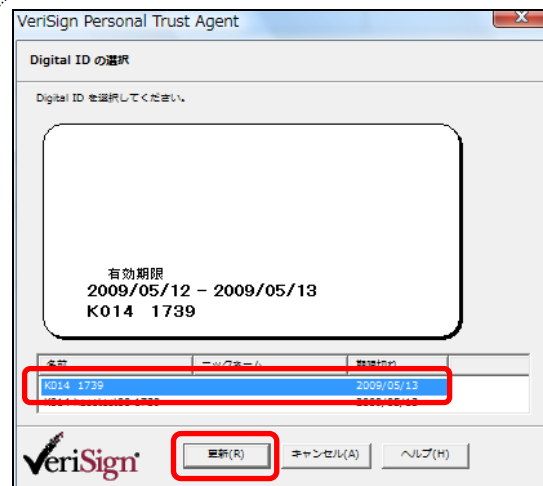 VeriSign Personal Trust Agent
Digital ID の選択
Digital ID を選択してください。
有効期限
2009/05/12 - 2009/05/13
K014 1739
名前 ニックネーム 期限切れ
K014 1739 2009/05/13
VeriSign 更新(R) キャンセル(A) ヘルプ(H)